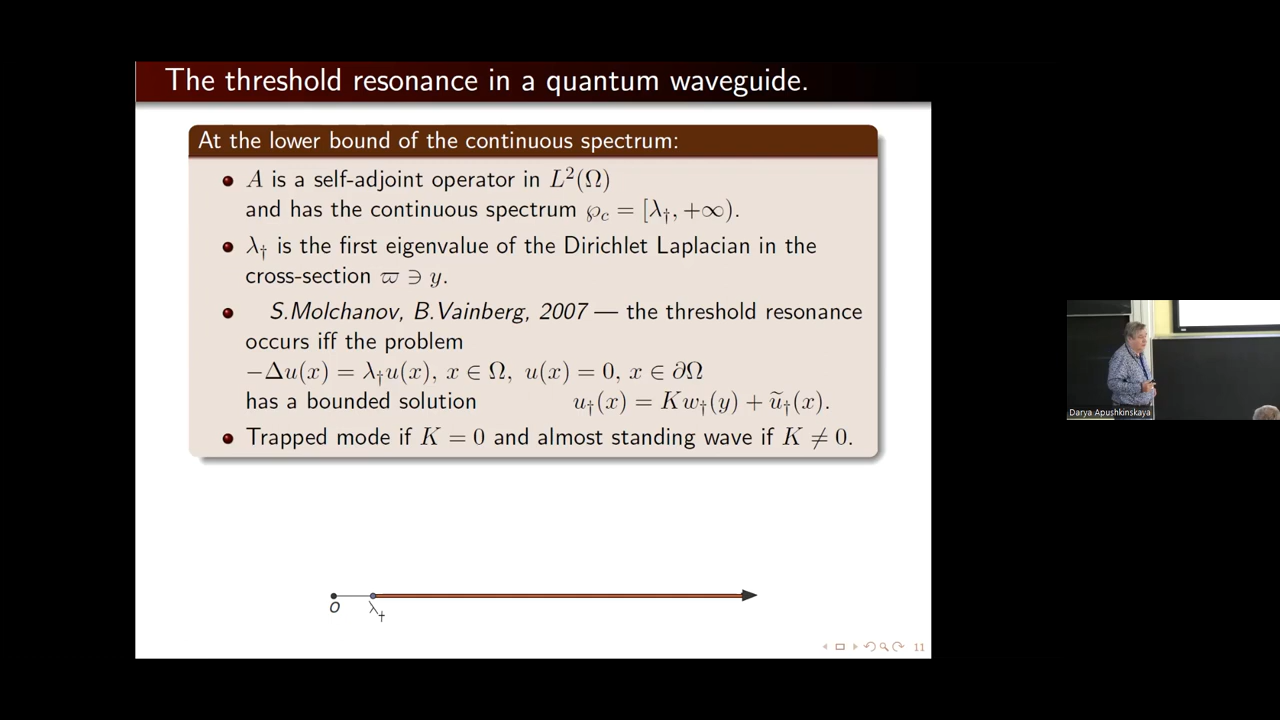 The threshold resonance in a quantum waveguide.
At the lower bound of the continuous spectrum:
A is a self-adjoint operator in L²(Ω)
and has the continuous spectrum ℘_c = [λ_†, +∞).
λ_† is the first eigenvalue of the Dirichlet Laplacian in the
cross-section ϖ ∋ y.
S.Molchanov, B.Vainberg, 2007 — the threshold resonance
occurs iff the problem
−Δu(x) = λ_†u(x), x ∈ Ω, u(x) = 0, x ∈ ∂Ω
has a bounded solution u_†(x) = Kw_†(y) + ũ_†(x).
Trapped mode if K = 0 and almost standing wave if K ≠ 0.
Darya Apushkinskaya
O λ_†
11